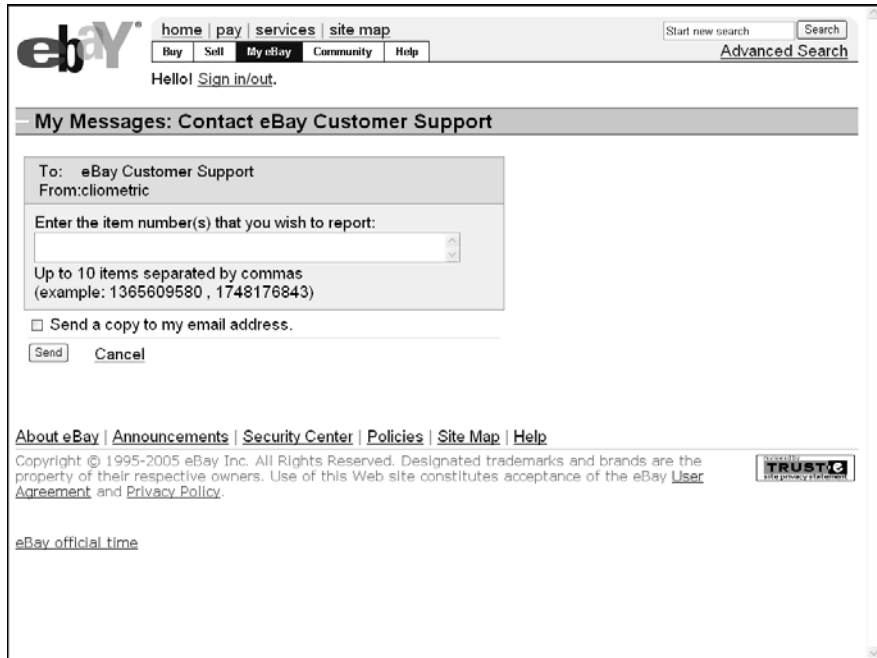 ebay
home | pay | services | site map
Start new search Search
Buy Sell My eBay Community Help
Advanced Search
Hello! Sign in/out.
My Messages: Contact eBay Customer Support
To: eBay Customer Support
From:cliometric
Enter the item number(s) that you wish to report:
Up to 10 items separated by commas
(example: 1365609580 , 1748176843)
Send a copy to my email address.
Send Cancel
About eBay | Announcements | Security Center | Policies | Site Map | Help
Copyright © 1995-2005 eBay Inc. All Rights Reserved. Designated trademarks and brands are the
property of their respective owners. Use of this Web site constitutes acceptance of the eBay User
Agreement and Privacy Policy.
TRUSTe
site privacy statement
eBay official time